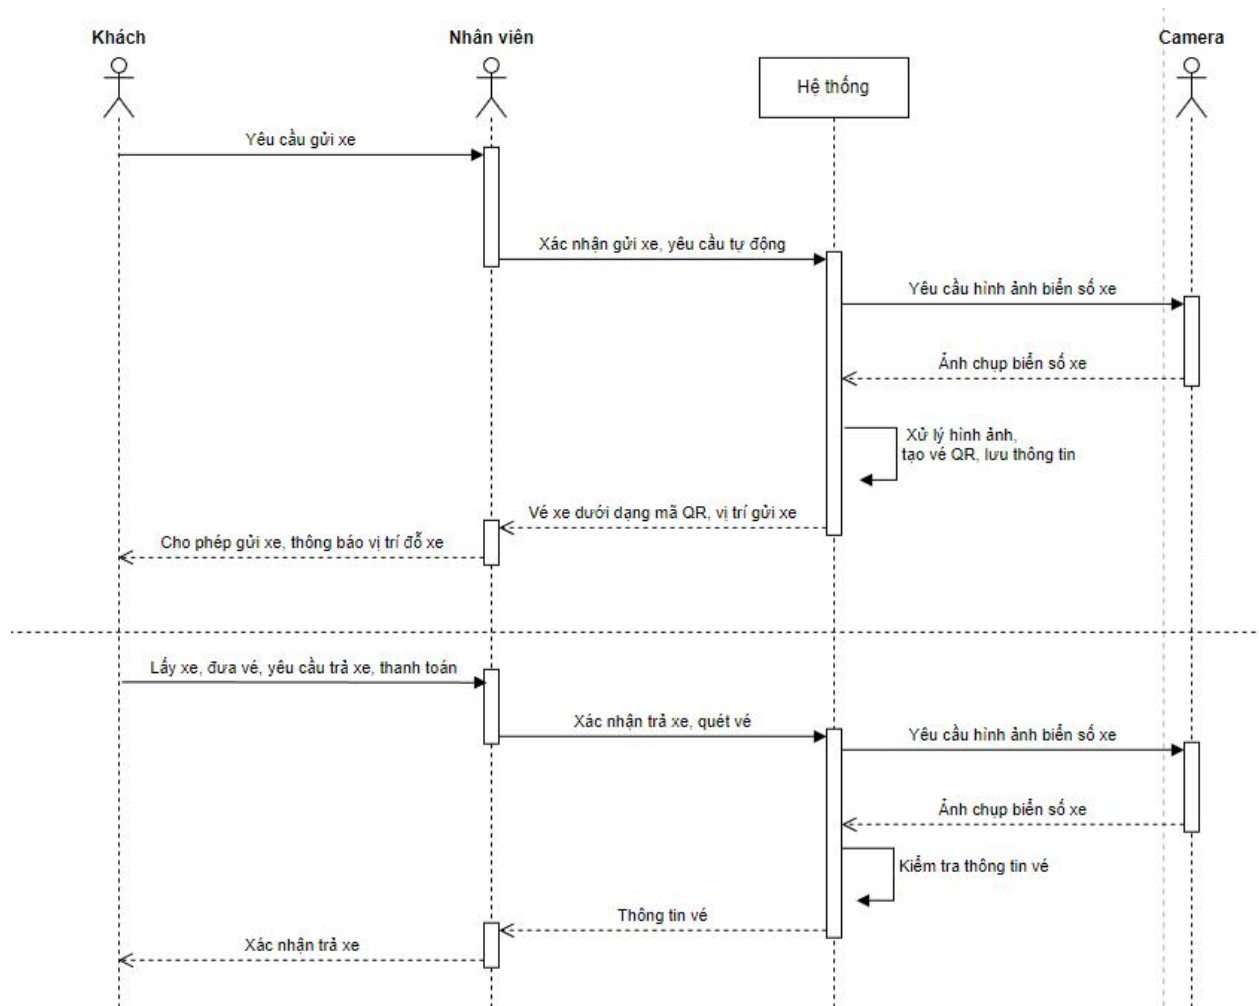 Khách
Nhân viên
Hệ thống
Camera
Yêu cầu gửi xe
Xác nhận gửi xe, yêu cầu tự động
Yêu cầu hình ảnh biển số xe
Ảnh chụp biển số xe
Xử lý hình ảnh,
tạo vé QR, lưu thông tin
Vé xe dưới dạng mã QR, vị trí gửi xe
Cho phép gửi xe, thông báo vị trí đỗ xe
Lấy xe, đưa vé, yêu cầu trả xe, thanh toán
Xác nhận trả xe, quét vé
Yêu cầu hình ảnh biển số xe
Ảnh chụp biển số xe
Kiểm tra thông tin vé
Thông tin vé
Xác nhận trả xe